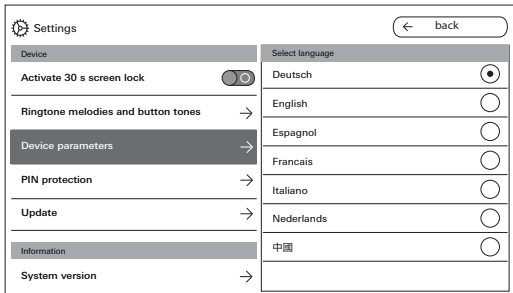 Settings
back
Device
Activate 30 s screen lock
Ringtone melodies and button tones
Device parameters
PIN protection
Update
Information
System version
Select language
Deutsch
English
Espagnol
Francais
Italiano
Nederlands
中國